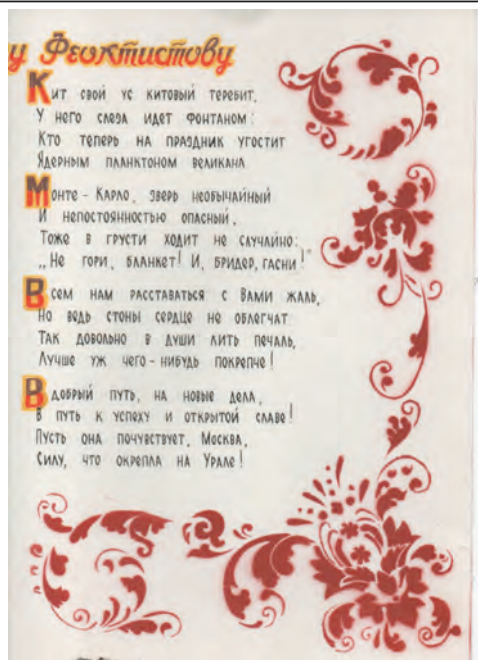 у Феоктистову
Кит свой ус китовый теребит,
У него слеза идет фонтаном:
Кто теперь на праздник угостит
Ядерным планктоном великана
Монте-Карло, зверь необычайный
И непостоянностью опасный,
Тоже в грусти ходит не случайно:
„Не гори, бланкет! И, бридер, гасни!"
Всем нам расставаться с Вами жаль,
Но ведь стоны сердце не облегчат
Так довольно в души лить печаль,
Лучше уж чего-нибудь покрепче!
В добрый путь, на новые дела,
В путь к успеху и открытой славе!
Пусть она почувствует, Москва,
Силу, что окрепла на Урале!